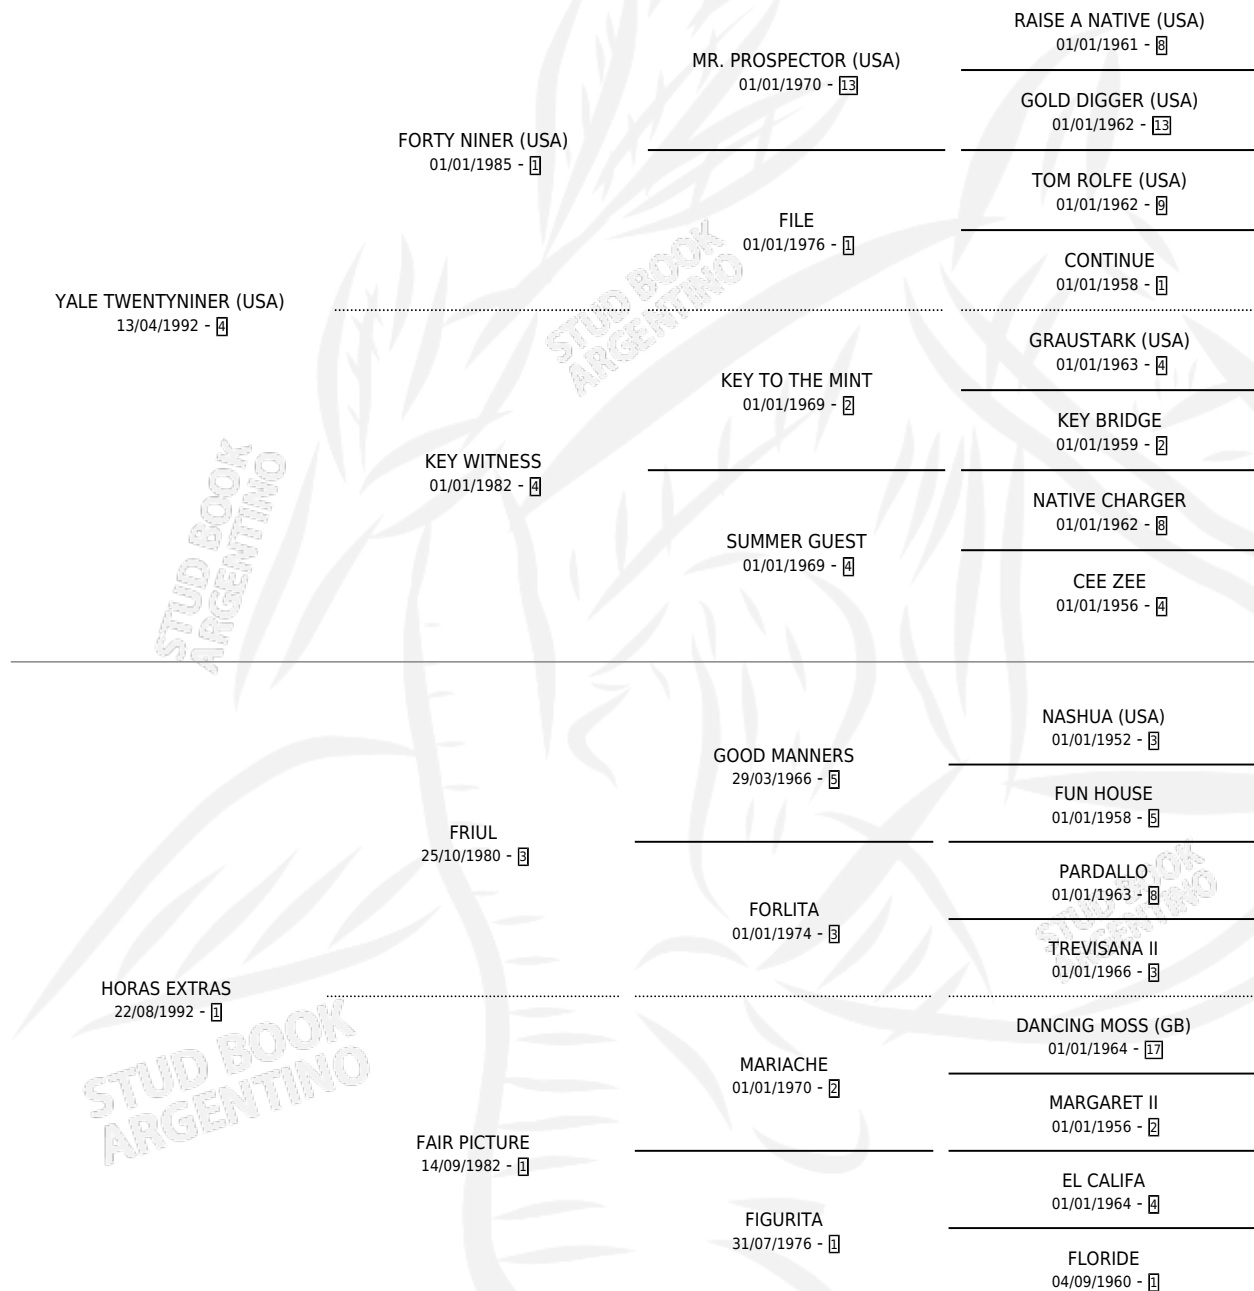 RAISE A NATIVE (USA)
01/01/1961 - 8
MR. PROSPECTOR (USA)
01/01/1970 - 13
GOLD DIGGER (USA)
01/01/1962 - 13
FORTY NINER (USA)
01/01/1985 - 1
TOM ROLFE (USA)
01/01/1962 - 9
FILE
01/01/1976 - 1
CONTINUE
01/01/1958 - 1
YALE TWENTYNINER (USA)
13/04/1992 - 4
GRAUSTARK (USA)
01/01/1963 - 4
KEY TO THE MINT
01/01/1969 - 2
KEY BRIDGE
01/01/1959 - 2
KEY WITNESS
01/01/1982 - 4
NATIVE CHARGER
01/01/1962 - 8
SUMMER GUEST
01/01/1969 - 4
CEE ZEE
01/01/1956 - 4
NASHUA (USA)
01/01/1952 - 3
GOOD MANNERS
29/03/1966 - 5
FUN HOUSE
01/01/1958 - 5
FRIUL
25/10/1980 - 3
PARDALLO
01/01/1963 - 8
FORLITA
01/01/1974 - 3
TREVISANA II
01/01/1966 - 3
HORAS EXTRAS
22/08/1992 - 1
DANCING MOSS (GB)
01/01/1964 - 17
MARIACHE
01/01/1970 - 2
MARGARET II
01/01/1956 - 2
FAIR PICTURE
14/09/1982 - 1
EL CALIFA
01/01/1964 - 4
FIGURITA
31/07/1976 - 1
FLORIDE
04/09/1960 - 1
STUD BOOK
ARGENTINO
STUD BOOK
ARGENTINO
STUD BOOK
ARGENTINO
STUD BOOK
ARGENTINO